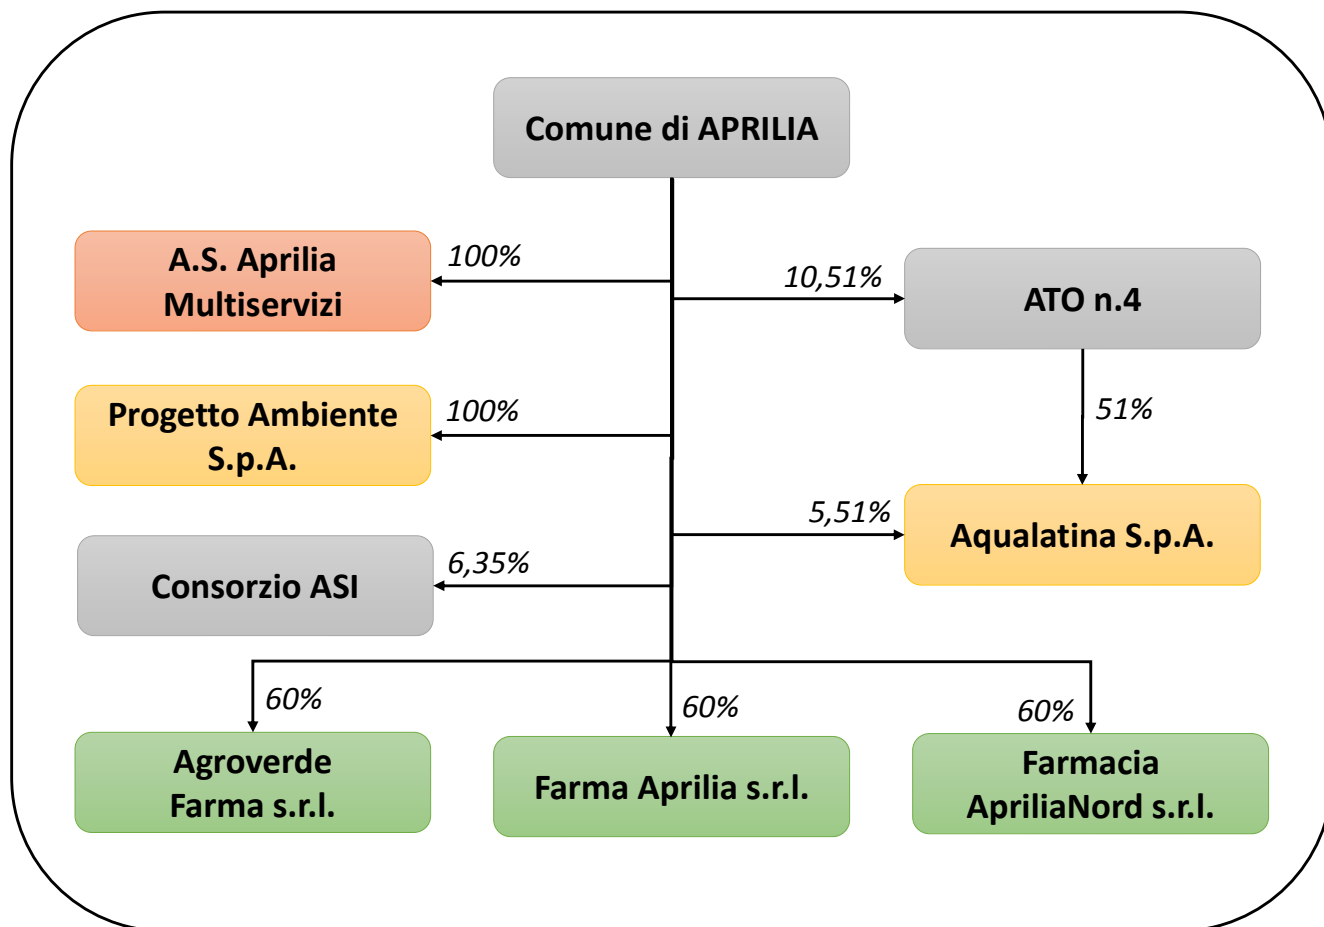 Comune di APRILIA
A.S. Aprilia
Multiservizi
100%
10,51%
ATO n.4
Progetto Ambiente
S.p.A.
100%
51%
5,51%
Aqualatina S.p.A.
Consorzio ASI
6,35%
60%
60%
60%
Agroverde
Farma s.r.l.
Farma Aprilia s.r.l.
Farmacia
ApriliaNord s.r.l.